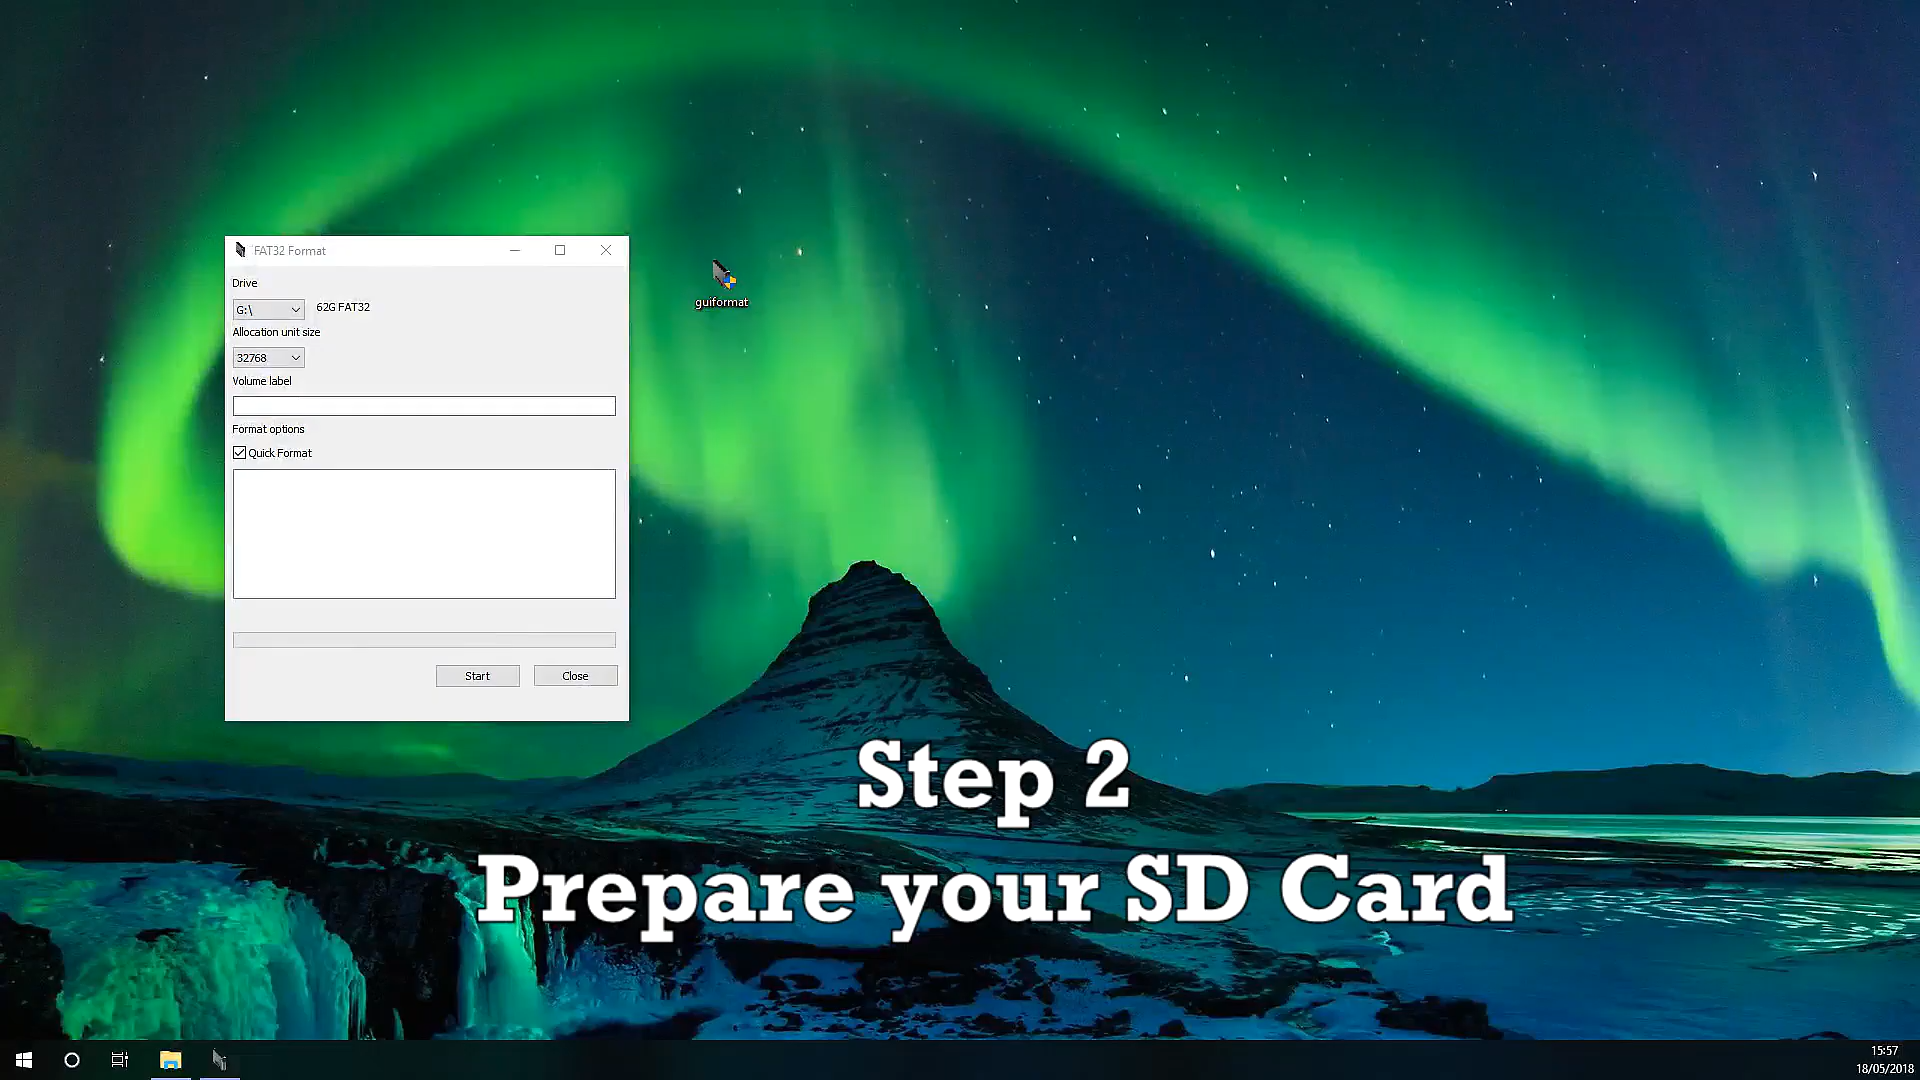 FAT32 Format
Drive
G:\ 62G FAT32
Allocation unit size
32768
Volume label
Format options
Quick Format
Start Close
guiformat
Step 2
Prepare your SD Card
15:57
18/05/2018